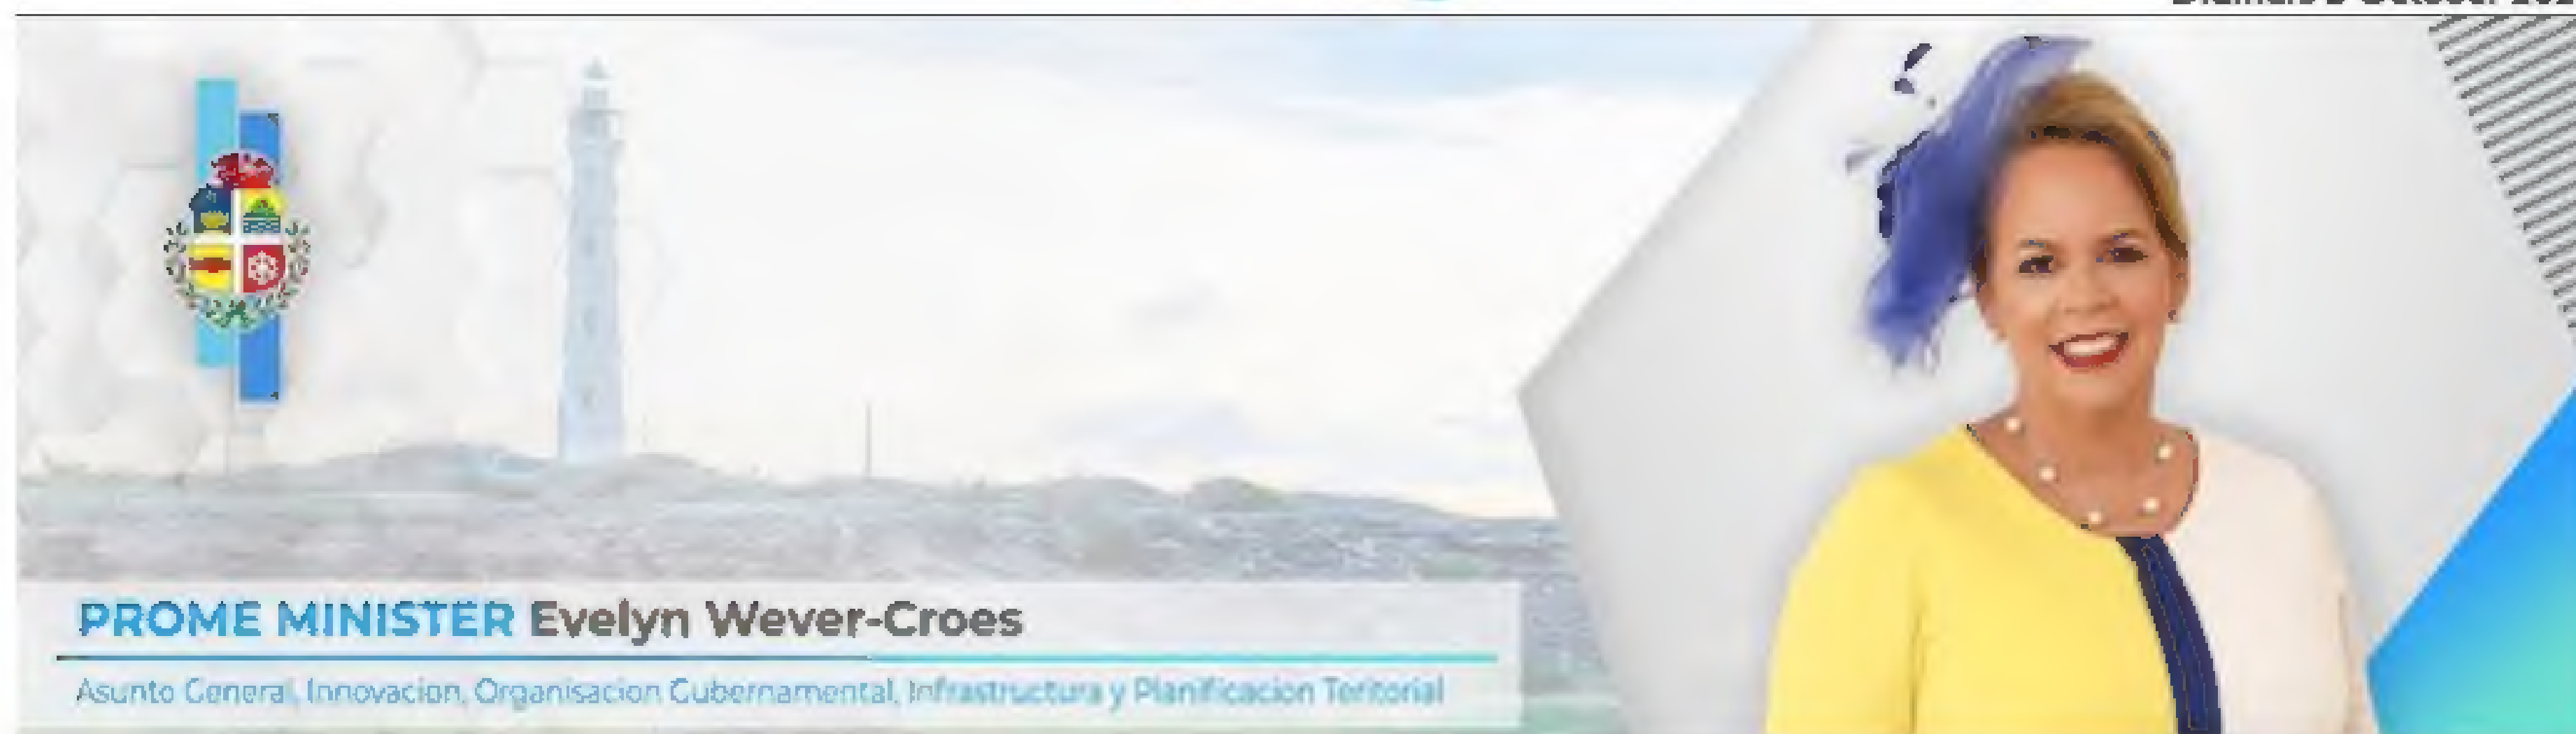 PROME MINISTER Evelyn Wever-Croes
Asunto General, Innovacion, Organisacion Gubernamental, Infrastructura y Planificacion Teritorial